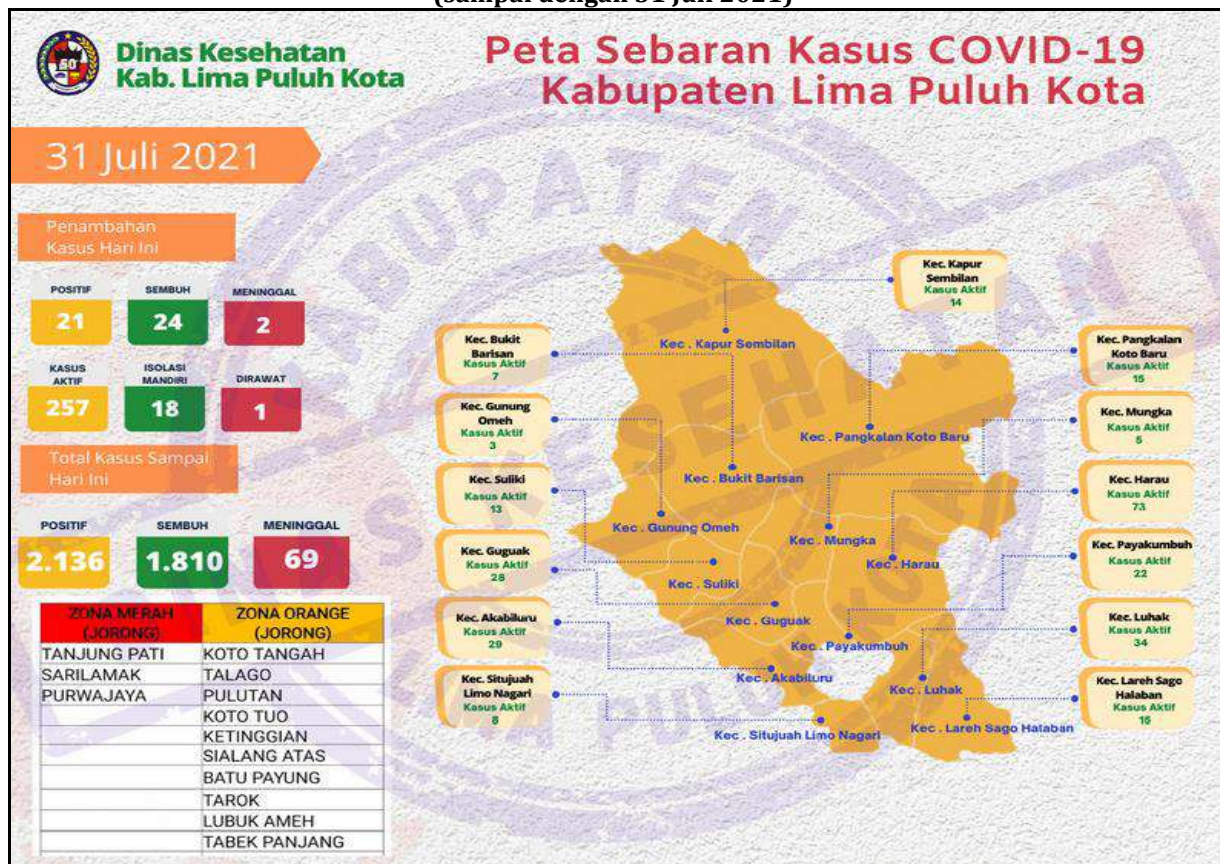 (sampai dengan 31 Juli 2021)
50
Dinas Kesehatan
Kab. Lima Puluh Kota
Peta Sebaran Kasus COVID-19
Kabupaten Lima Puluh Kota
31 Juli 2021
Penambahan
Kasus Hari Ini
POSITIF
21
SEMBUH
24
MENINGGAL
2
KASUS
AKTIF
257
ISOLASI
MANDIRI
18
DIRAWAT
1
Total Kasus Sampai
Hari Ini
POSITIF
2.136
SEMBUH
1.810
MENINGGAL
69
ZONA MERAH
(JORONG)
ZONA ORANGE
(JORONG)
TANJUNG PATI
KOTO TANGAH
SARILAMAK
TALAGO
PURWAJAYA
PULUTAN
KOTO TUO
KETINGGIAN
SIALANG ATAS
BATU PAYUNG
TAROK
LUBUK AMEH
TABEK PANJANG
Kec. Bukit
Barisan
Kasus Aktif
7
Kec. Gunung
Omeh
Kasus Aktif
3
Kec. Suliki
Kasus Aktif
13
Kec. Guguak
Kasus Aktif
28
Kec. Akabiluru
Kasus Aktif
29
Kec. Situjuah
Limo Nagari
Kasus Aktif
8
Kec . Kapur Sembilan
Kec . Pangkalan Koto Baru
Kec . Bukit Barisan
Kec . Gunung Omeh
Kec . Mungka
Kec . Harau
Kec . Suliki
Kec . Guguak
Kec . Payakumbuh
Kec . Akabiluru
Kec . Luhak
Kec . Situjuah Limo Nagari
Kec . Lareh Sago Halaban
Kec. Kapur
Sembilan
Kasus Aktif
14
Kec. Pangkalan
Koto Baru
Kasus Aktif
15
Kec. Mungka
Kasus Aktif
5
Kec. Harau
Kasus Aktif
73
Kec. Payakumbuh
Kasus Aktif
22
Kec. Luhak
Kasus Aktif
34
Kec. Lareh Sago
Halaban
Kasus Aktif
KABUPATEN
KESEHATAN